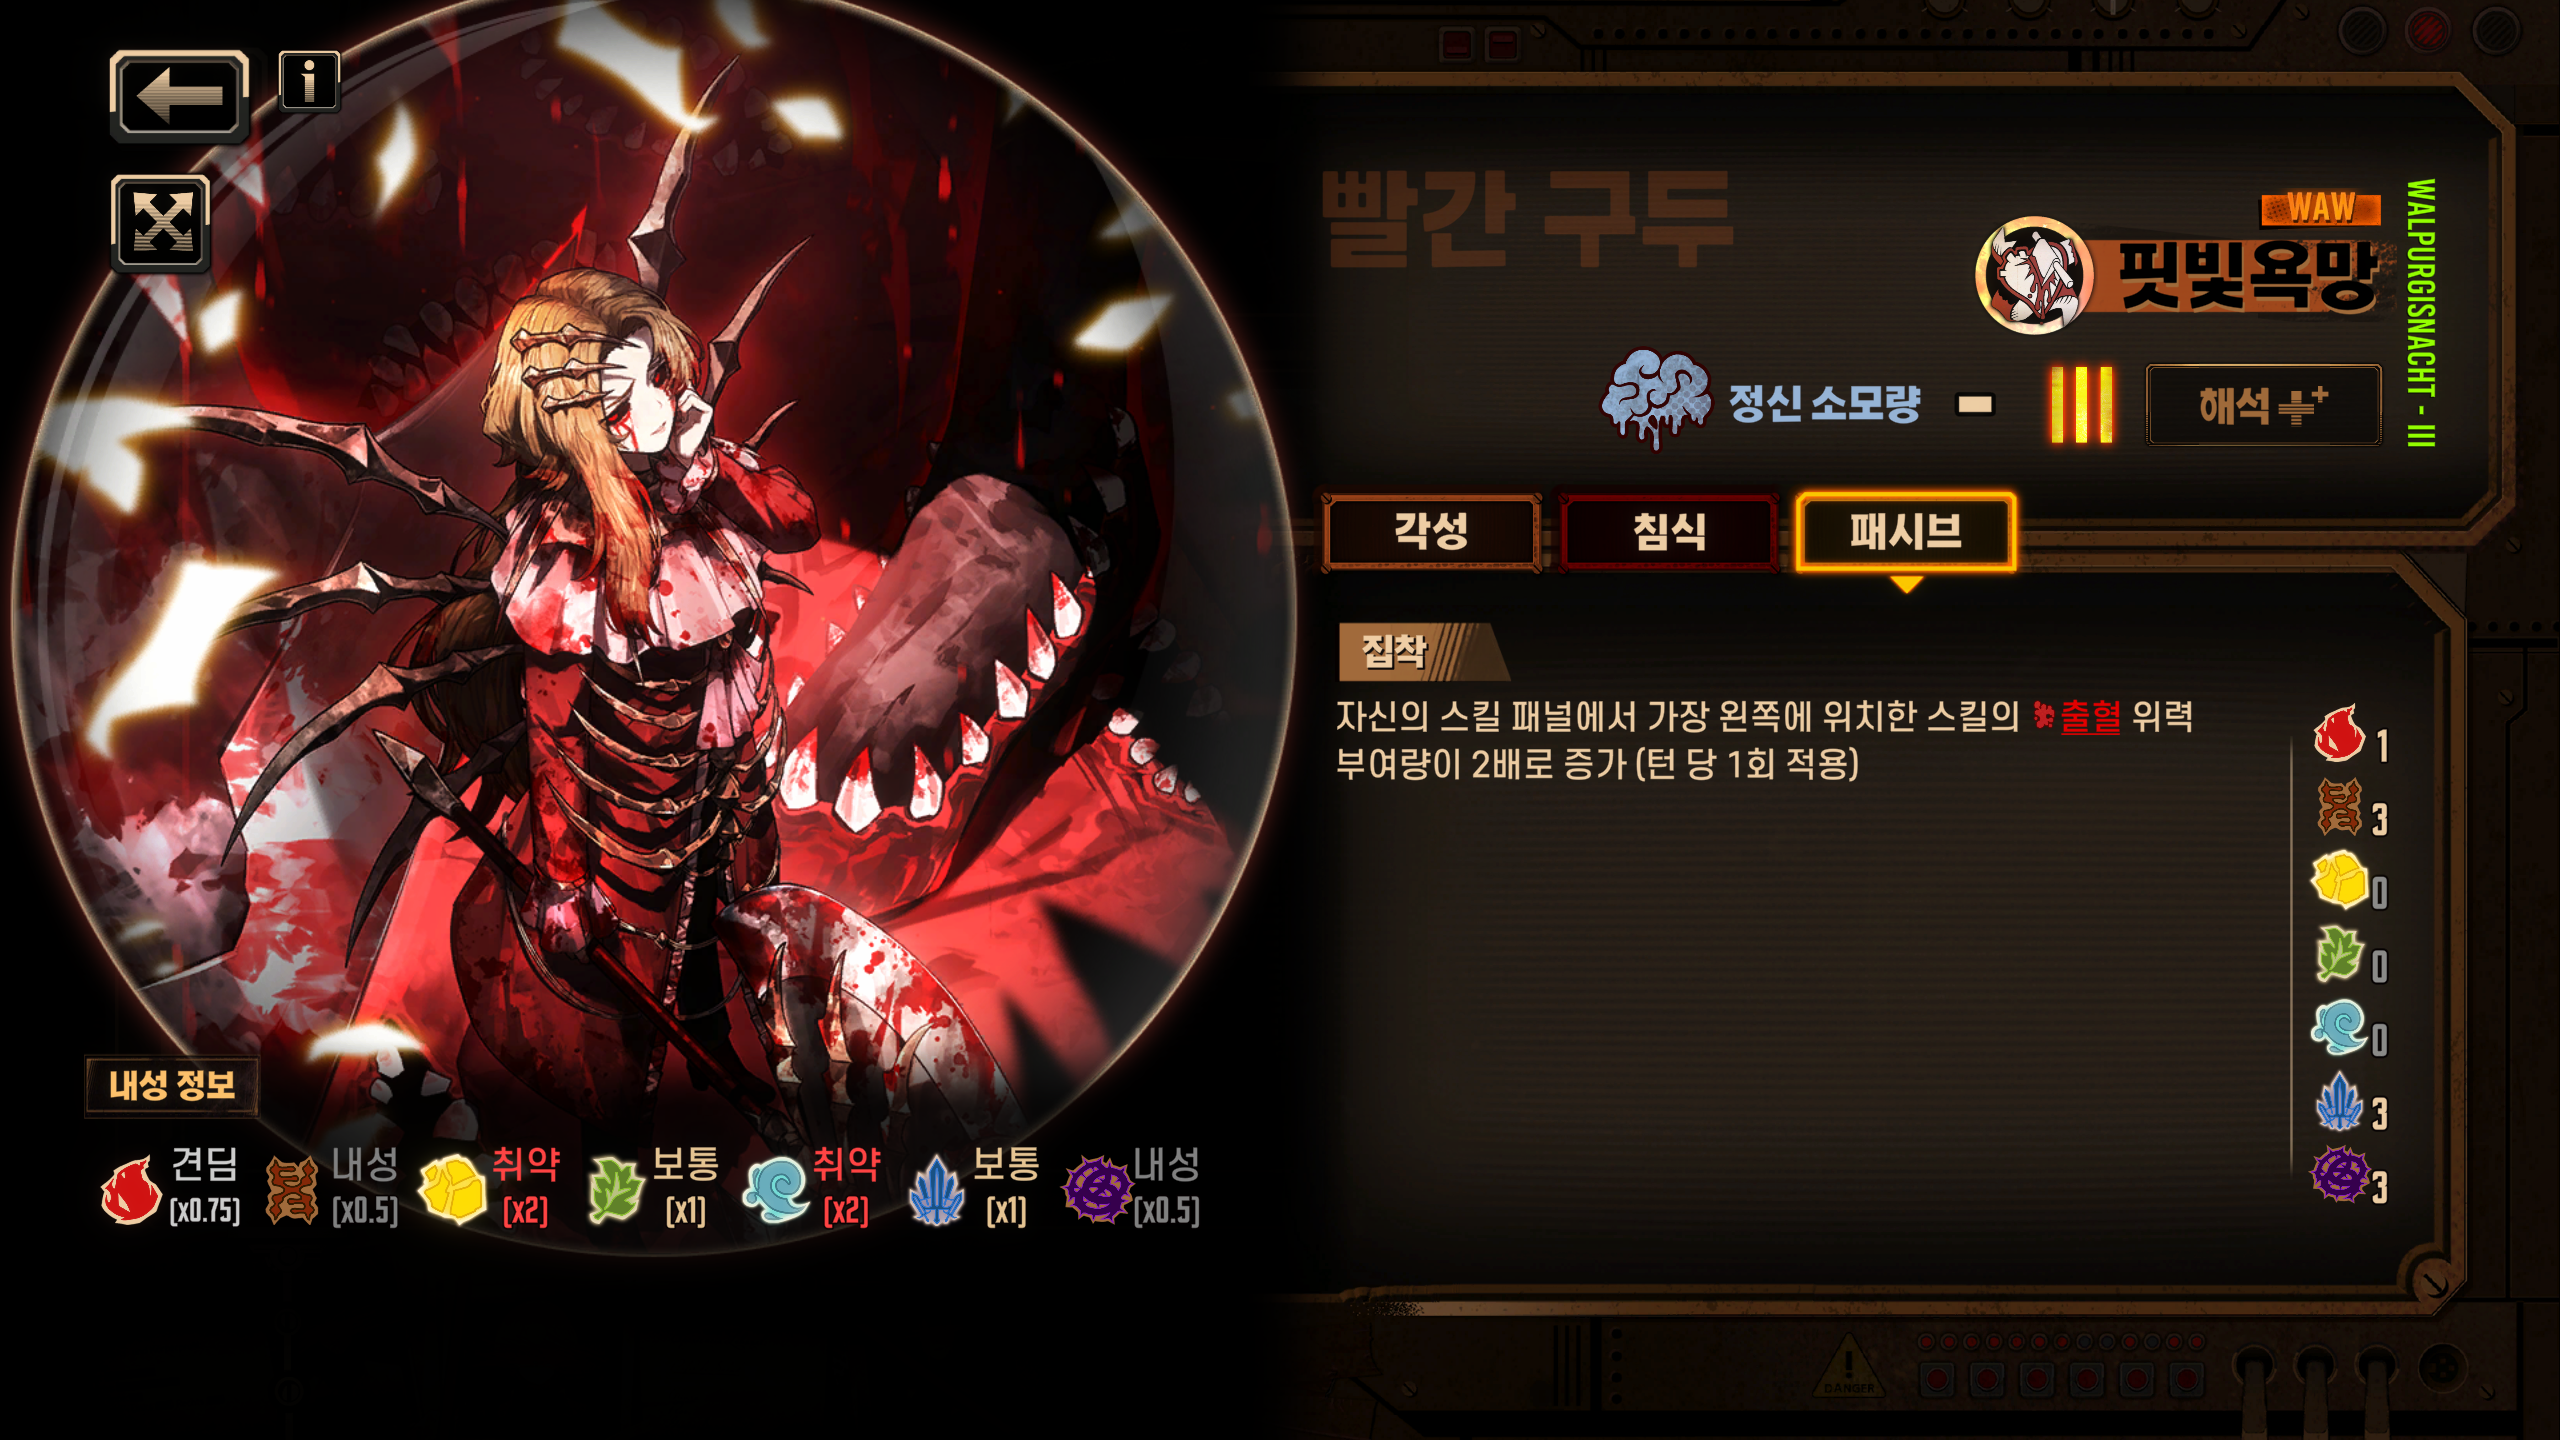 빨간 구두
WAW
핏빛욕망
WALPURGISNACHT - III
정신 소모량 -
III
해석 ++
각성
침식
패시브
집착
자신의 스킬 패널에서 가장 왼쪽에 위치한 스킬의 출혈 위력
부여량이 2배로 증가 (턴 당 1회 적용)
1
3
0
0
0
3
3
내성 정보
견딤 내성 취약 보통 취약 보통 내성
(x0.75) (x0.5) (x2) (x1) (x2) (x1) (x0.5)
DANGER